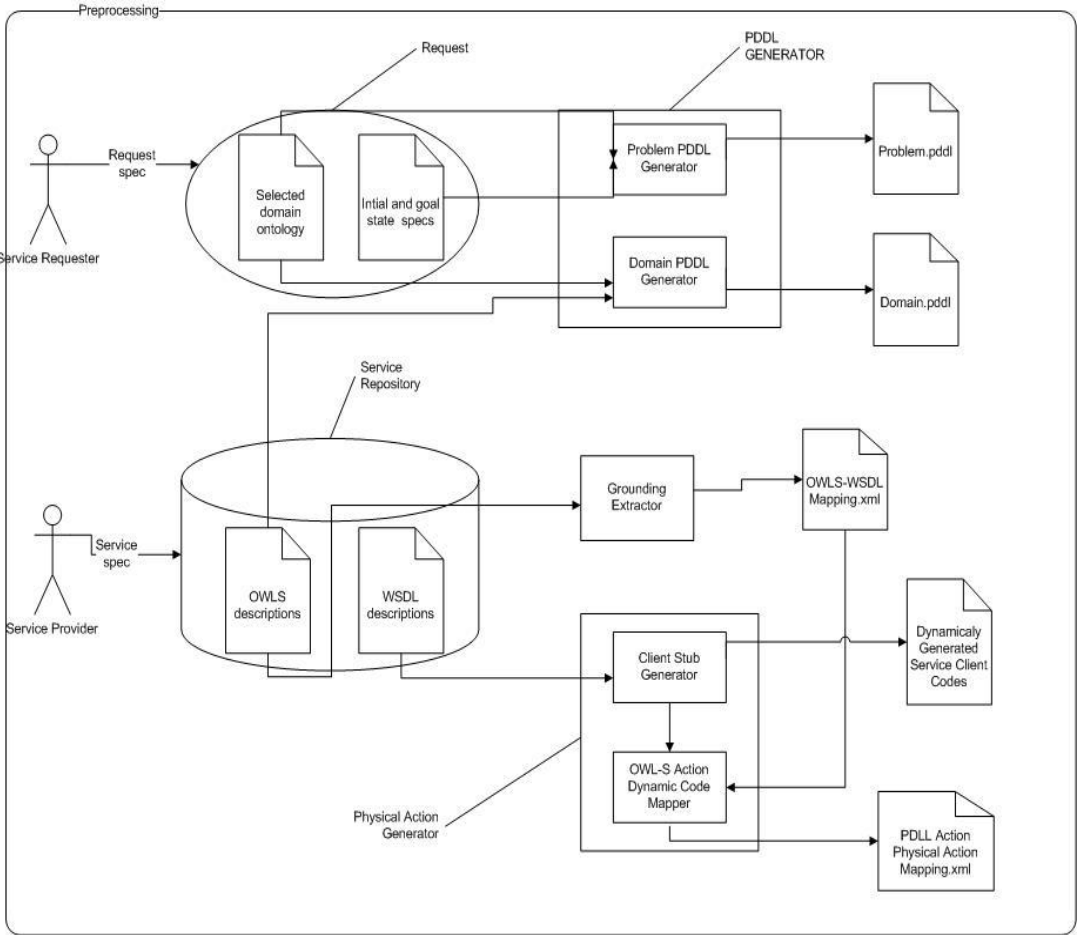 Preprocessing
Request
PDDL
GENERATOR
Request
spec
Selected
domain
ontology
Intial and goal
state specs
Problem PDDL
Generator
Problem.pddl
Service Requester
Domain PDDL
Generator
Domain.pddl
Service
Repository
Service
spec
Service Provider
OWLS
descriptions
WSDL
descriptions
Grounding
Extractor
OWLS-WSDL
Mapping.xml
Client Stub
Generator
Dynamicaly
Generated
Service Client
Codes
OWL-S Action
Dynamic Code
Mapper
Physical Action
Generator
PDLL Action
Physical Action
Mapping.xml